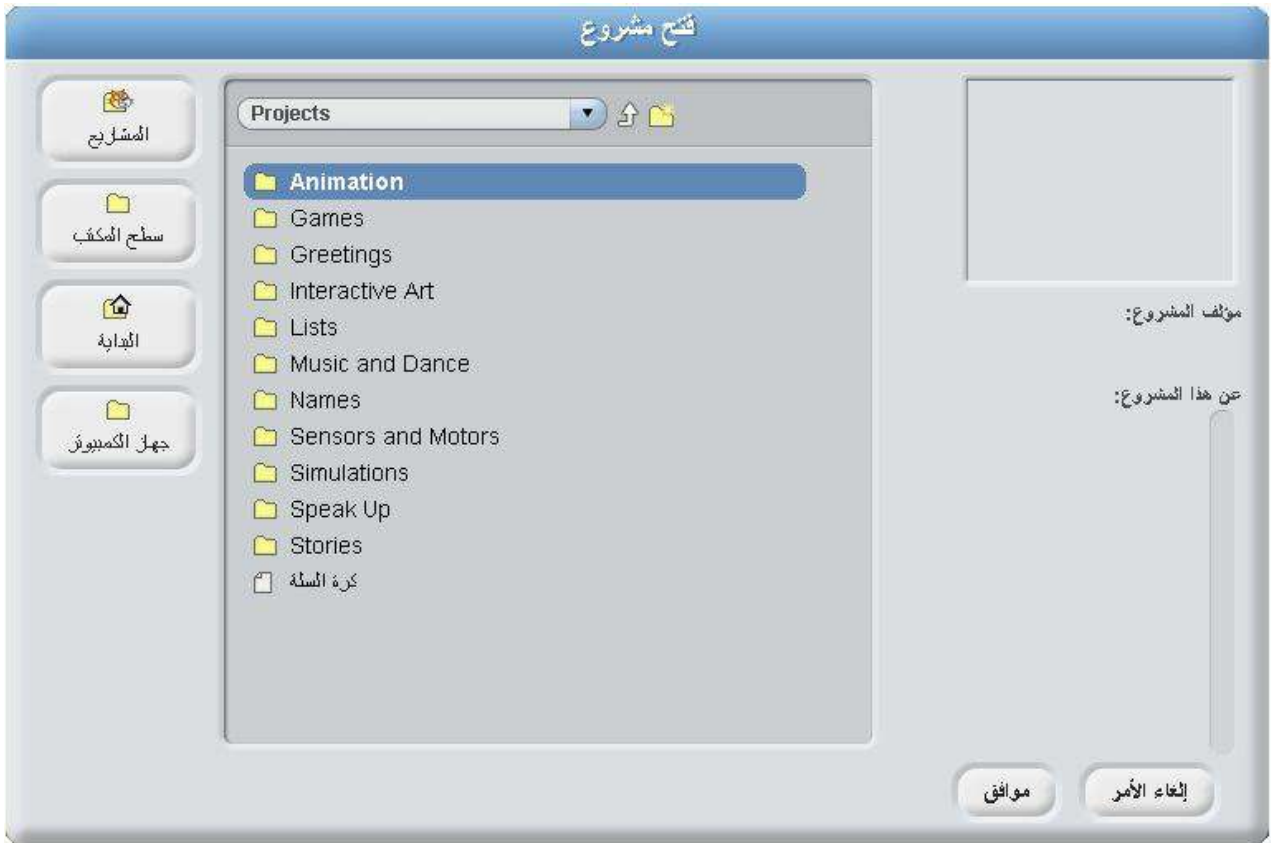 فتح مشروع
المشاريع
سطح المكتب
البداية
جهاز الكمبيوتر
Projects
Animation
Games
Greetings
Interactive Art
Lists
Music and Dance
Names
Sensors and Motors
Simulations
Speak Up
Stories
كرة السلة
مؤلف المشروع:
عن هذا المشروع:
موافق
إلغاء الأمر